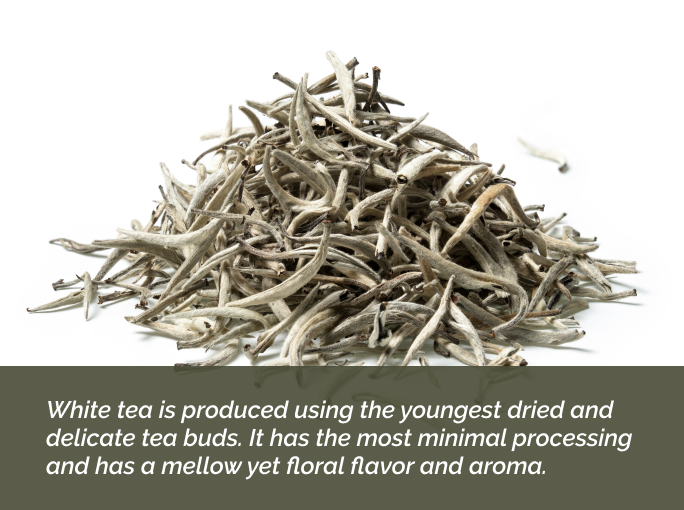 White tea is produced using the youngest dried and
delicate tea buds. It has the most minimal processing
and has a mellow yet floral flavor and aroma.